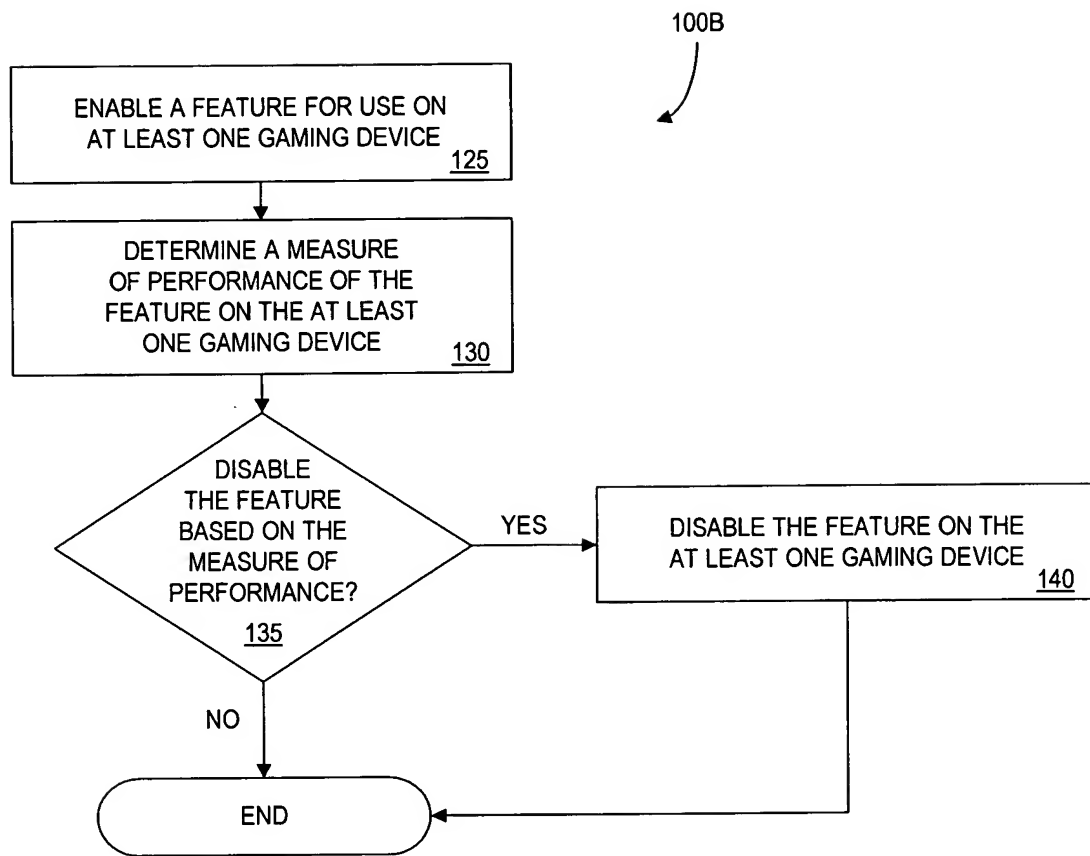 100B
ENABLE A FEATURE FOR USE ON
AT LEAST ONE GAMING DEVICE
125
DETERMINE A MEASURE
OF PERFORMANCE OF THE
FEATURE ON THE AT LEAST
ONE GAMING DEVICE
130
DISABLE
THE FEATURE
BASED ON THE
MEASURE OF
PERFORMANCE?
135
YES
DISABLE THE FEATURE ON THE
AT LEAST ONE GAMING DEVICE
140
NO
END